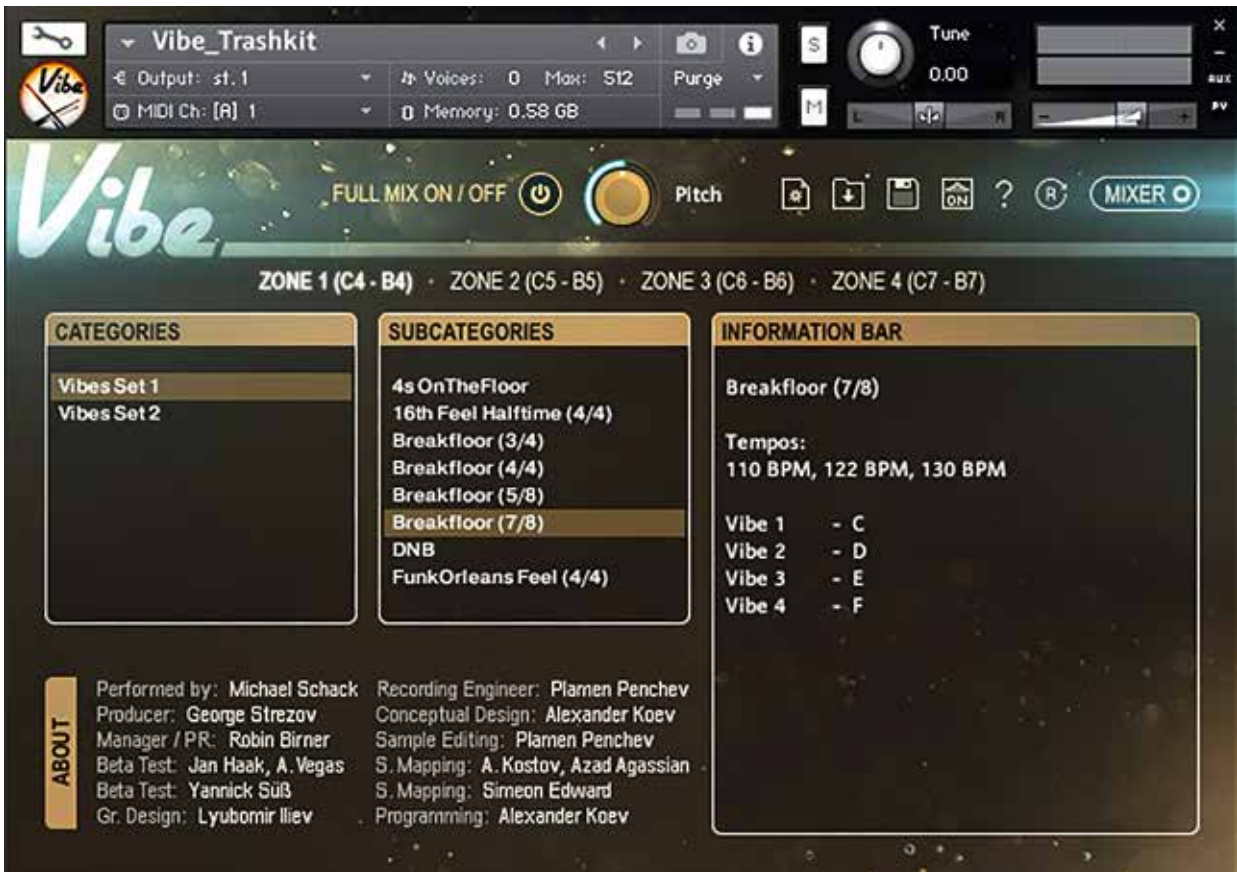 Vibe_Trashkit
S
Tune
0.00
Vibe
Output: st.1
Voices: 0 Max: 512
Purge
AUX
MIDI Ch: [A] 1
Memory: 0.58 GB
M
L
R
PV
Vibe
FULL MIX ON / OFF
Pitch
ON
?
R
MIXER
ZONE 1 (C4 - B4) • ZONE 2 (C5 - B5) • ZONE 3 (C6 - B6) • ZONE 4 (C7 - B7)
CATEGORIES
Vibes Set 1
Vibes Set 2
SUBCATEGORIES
4s OnTheFloor
16th Feel Halftime (4/4)
Breakfloor (3/4)
Breakfloor (4/4)
Breakfloor (5/8)
Breakfloor (7/8)
DNB
FunkOrleans Feel (4/4)
INFORMATION BAR
Breakfloor (7/8)
Tempos:
110 BPM, 122 BPM, 130 BPM
Vibe 1 - C
Vibe 2 - D
Vibe 3 - E
Vibe 4 - F
ABOUT
Performed by: Michael Schack
Producer: George Strezov
Manager / PR: Robin Birner
Beta Test: Jan Haak, A. Vegas
Beta Test: Yannick Süß
Gr. Design: Lyubomir Iliev
Recording Engineer: Plamen Penchev
Conceptual Design: Alexander Koev
Sample Editing: Plamen Penchev
S. Mapping: A. Kostov, Azad Agassian
S. Mapping: Simeon Edward
Programming: Alexander Koev